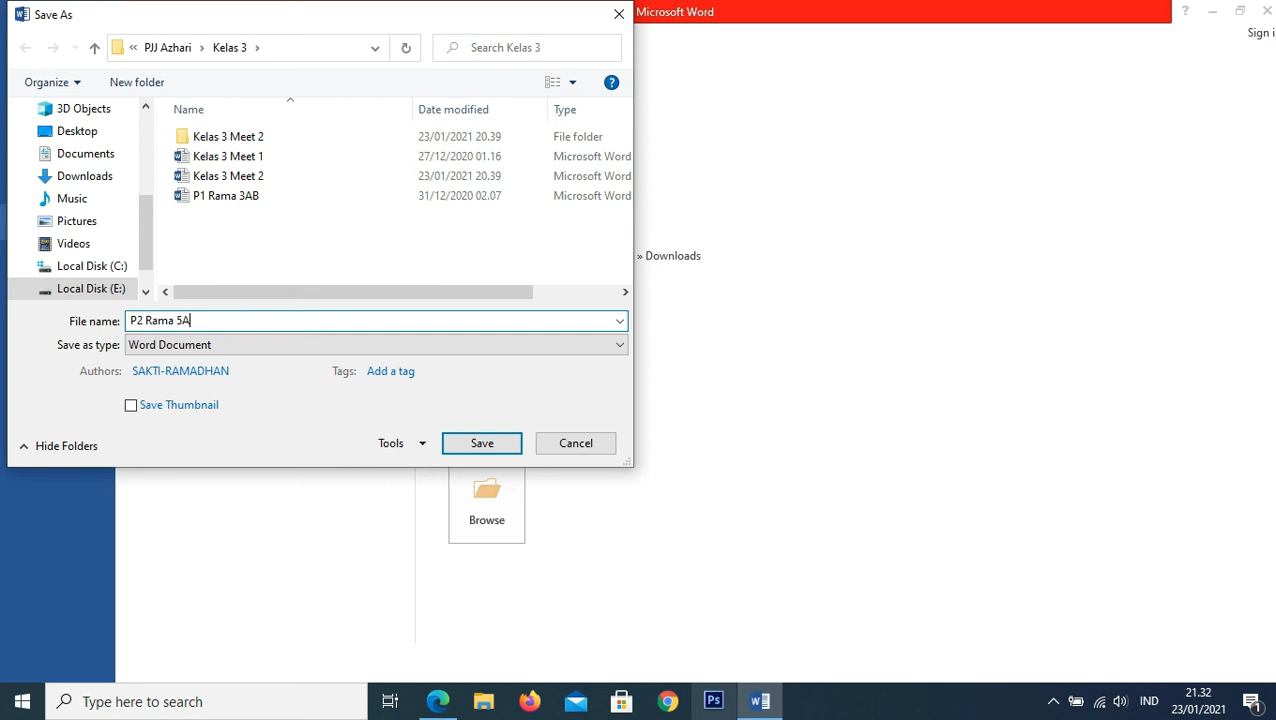 Save As
Microsoft Word
?
Sign i
« PJJ Azhari > Kelas 3 >
Search Kelas 3
Organize
New folder
?
Name
Date modified
Type
3D Objects
Desktop
Documents
Downloads
Music
Pictures
Videos
Local Disk (C:)
Local Disk (E:)
Kelas 3 Meet 2 23/01/2021 20.39 File folder
Kelas 3 Meet 1 27/12/2020 01.16 Microsoft Word
Kelas 3 Meet 2 23/01/2021 20.39 Microsoft Word
P1 Rama 3AB 31/12/2020 02.07 Microsoft Word
» Downloads
File name: P2 Rama 5A
Save as type: Word Document
Authors: SAKTI-RAMADHAN Tags: Add a tag
Save Thumbnail
Hide Folders
Tools
Save
Cancel
Browse
Type here to search
Ps
IND
21.32
23/01/2021
1